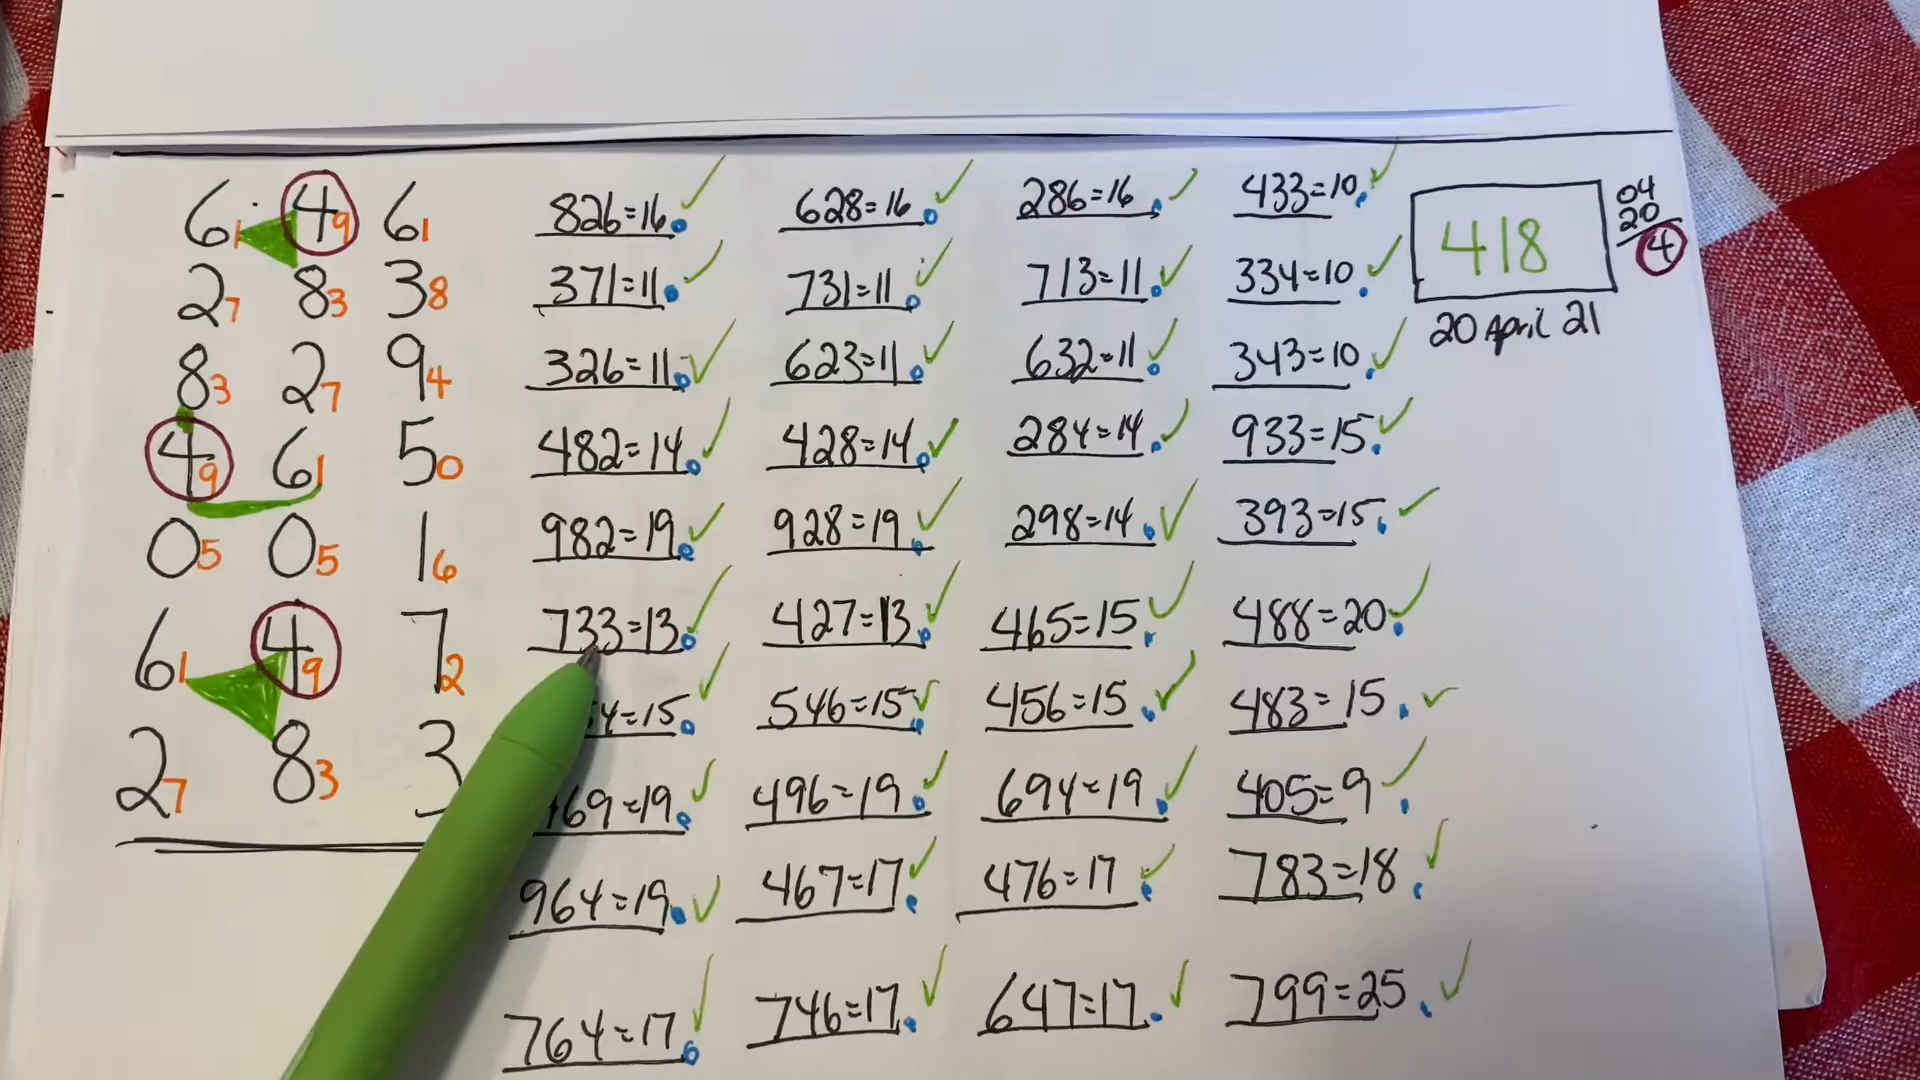 6 1 4 9 6 1
2 7 8 3 3 8
8 3 2 7 9 4
4 9 6 1 5 0
0 5 0 5 1 6
6 1 4 9 7 2
2 7 8 3 3
826=16. 628=16. 286=16. 433=10.
371=11. 731=11. 713=11. 334=10.
326=11. 623=11. 632=11. 343=10.
482=14. 428=14. 284=14. 933=15.
982=19. 928=19. 298=14. 393=15.
733=13. 427=13. 465=15. 488=20.
54=15. 546=15. 456=15. 483=15.
69=19. 496=19. 694=19. 405=9.
964=19. 467=17. 476=17. 783=18.
764=17. 746=17. 647=17. 799=25.
418
20 April 21
04
20
4